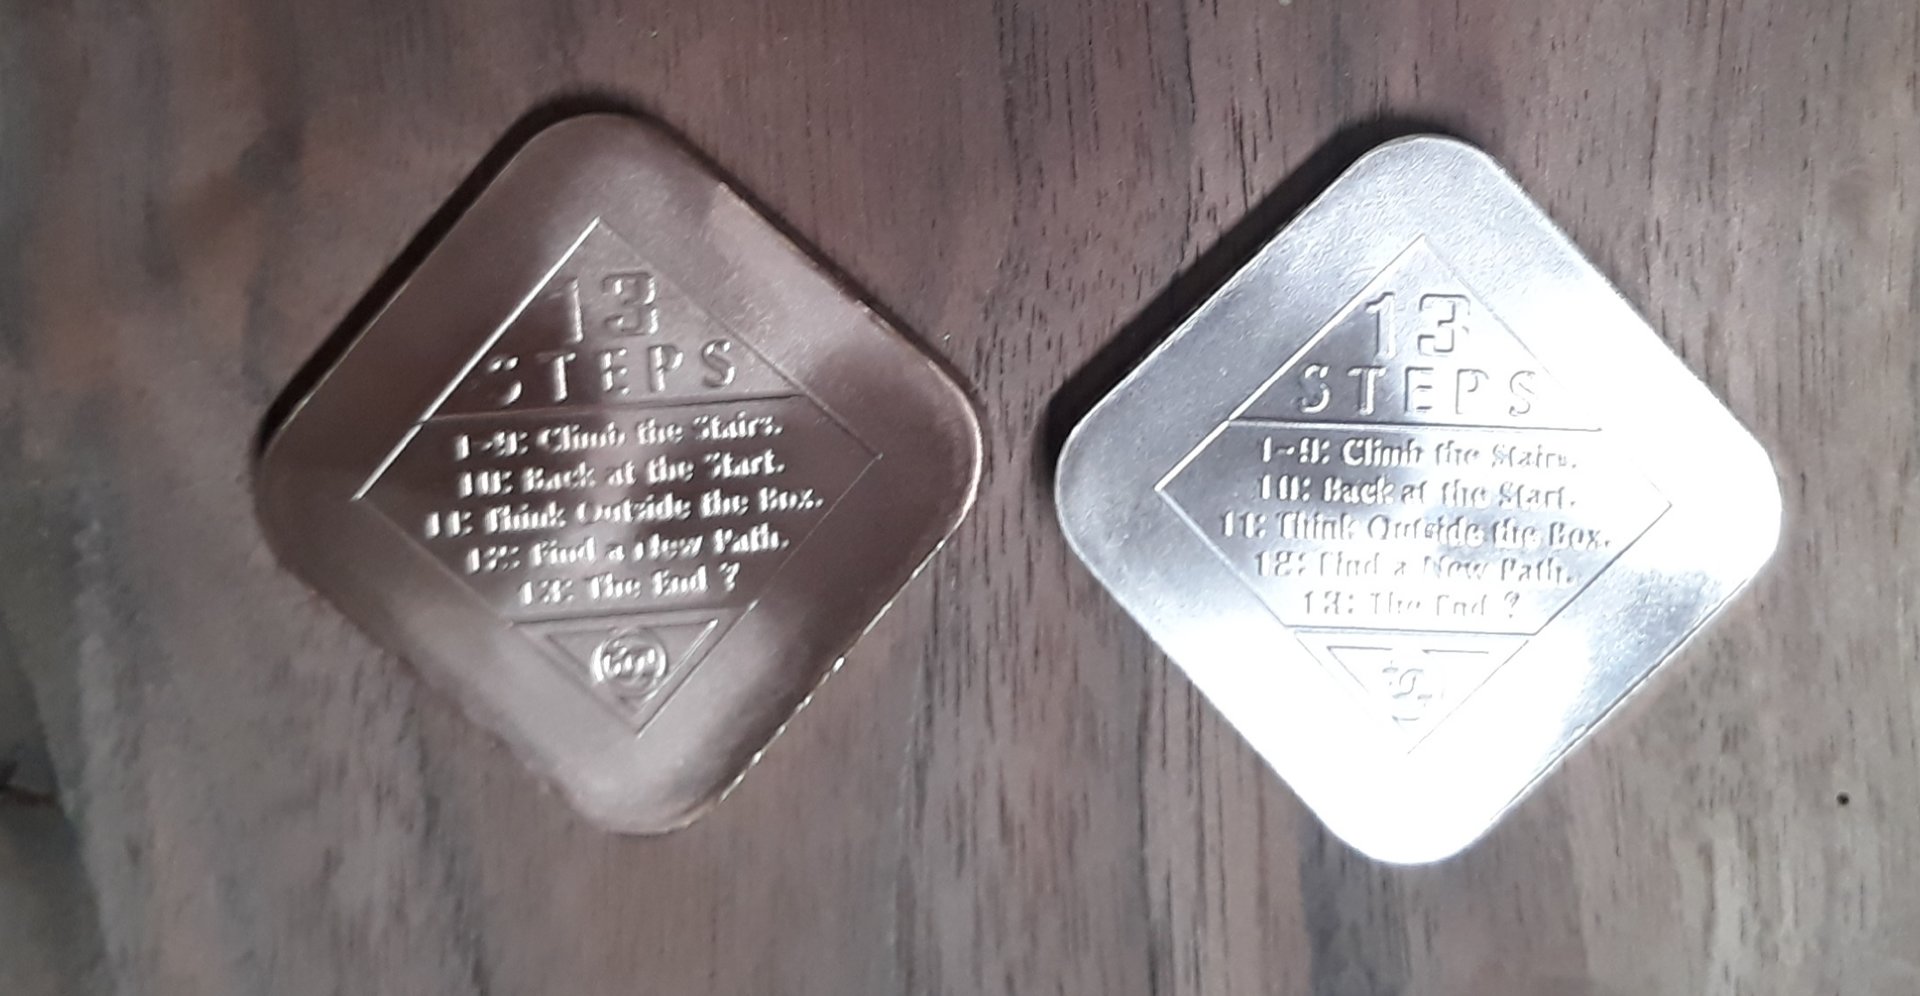 13
STEPS
1-9: Climb the Stairs.
10: Back at the Start.
11: Think Outside the Box.
12: Find a New Path.
13: The End ?
13
STEPS
1-9: Climb the Stairs.
10: Back at the Start.
11: Think Outside the Box.
12: Find a New Path.
13: The End ?